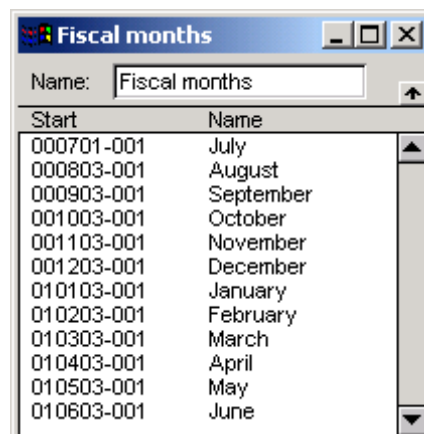 Fiscal months
Name: Fiscal months
Start Name
000701-001 July
000803-001 August
000903-001 September
001003-001 October
001103-001 November
001203-001 December
010103-001 January
010203-001 February
010303-001 March
010403-001 April
010503-001 May
010603-001 June